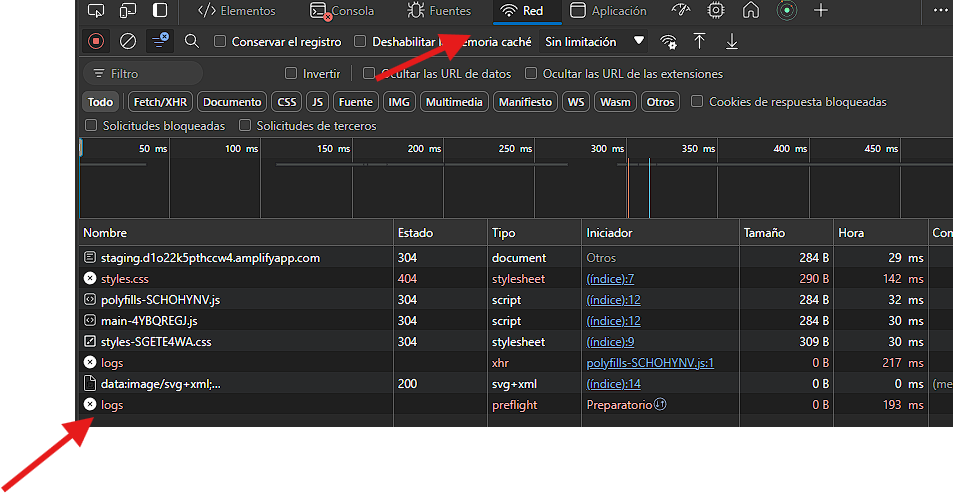 Elementos Consola Fuentes Red Aplicación
Conservar el registro Deshabilitar la memoria caché Sin limitación
Filtro Invertir Ocultar las URL de datos Ocultar las URL de las extensiones
Todo Fetch/XHR Documento CSS JS Fuente IMG Multimedia Manifiesto WS Wasm Otros Cookies de respuesta bloqueadas
Solicitudes bloqueadas Solicitudes de terceros
50 ms 100 ms 150 ms 200 ms 250 ms 300 ms 350 ms 400 ms 450 ms
Nombre Estado Tipo Iniciador Tamaño Hora Con
staging.d1o22k5pthccw4.amplifyapp.com 304 document Otros 284 B 29 ms
styles.css 404 stylesheet (índice):7 290 B 142 ms
polyfills-SCHOHYNV.js 304 script (índice):12 284 B 32 ms
main-4YBQREGJ.js 304 script (índice):12 284 B 30 ms
styles-SGETE4WA.css 304 stylesheet (índice):9 309 B 30 ms
logs xhr polyfills-SCHOHYNV.js:1 0 B 217 ms
data:image/svg+xml;... 200 svg+xml (índice):14 0 B 0 ms (me
logs preflight Preparatorio 0 B 193 ms